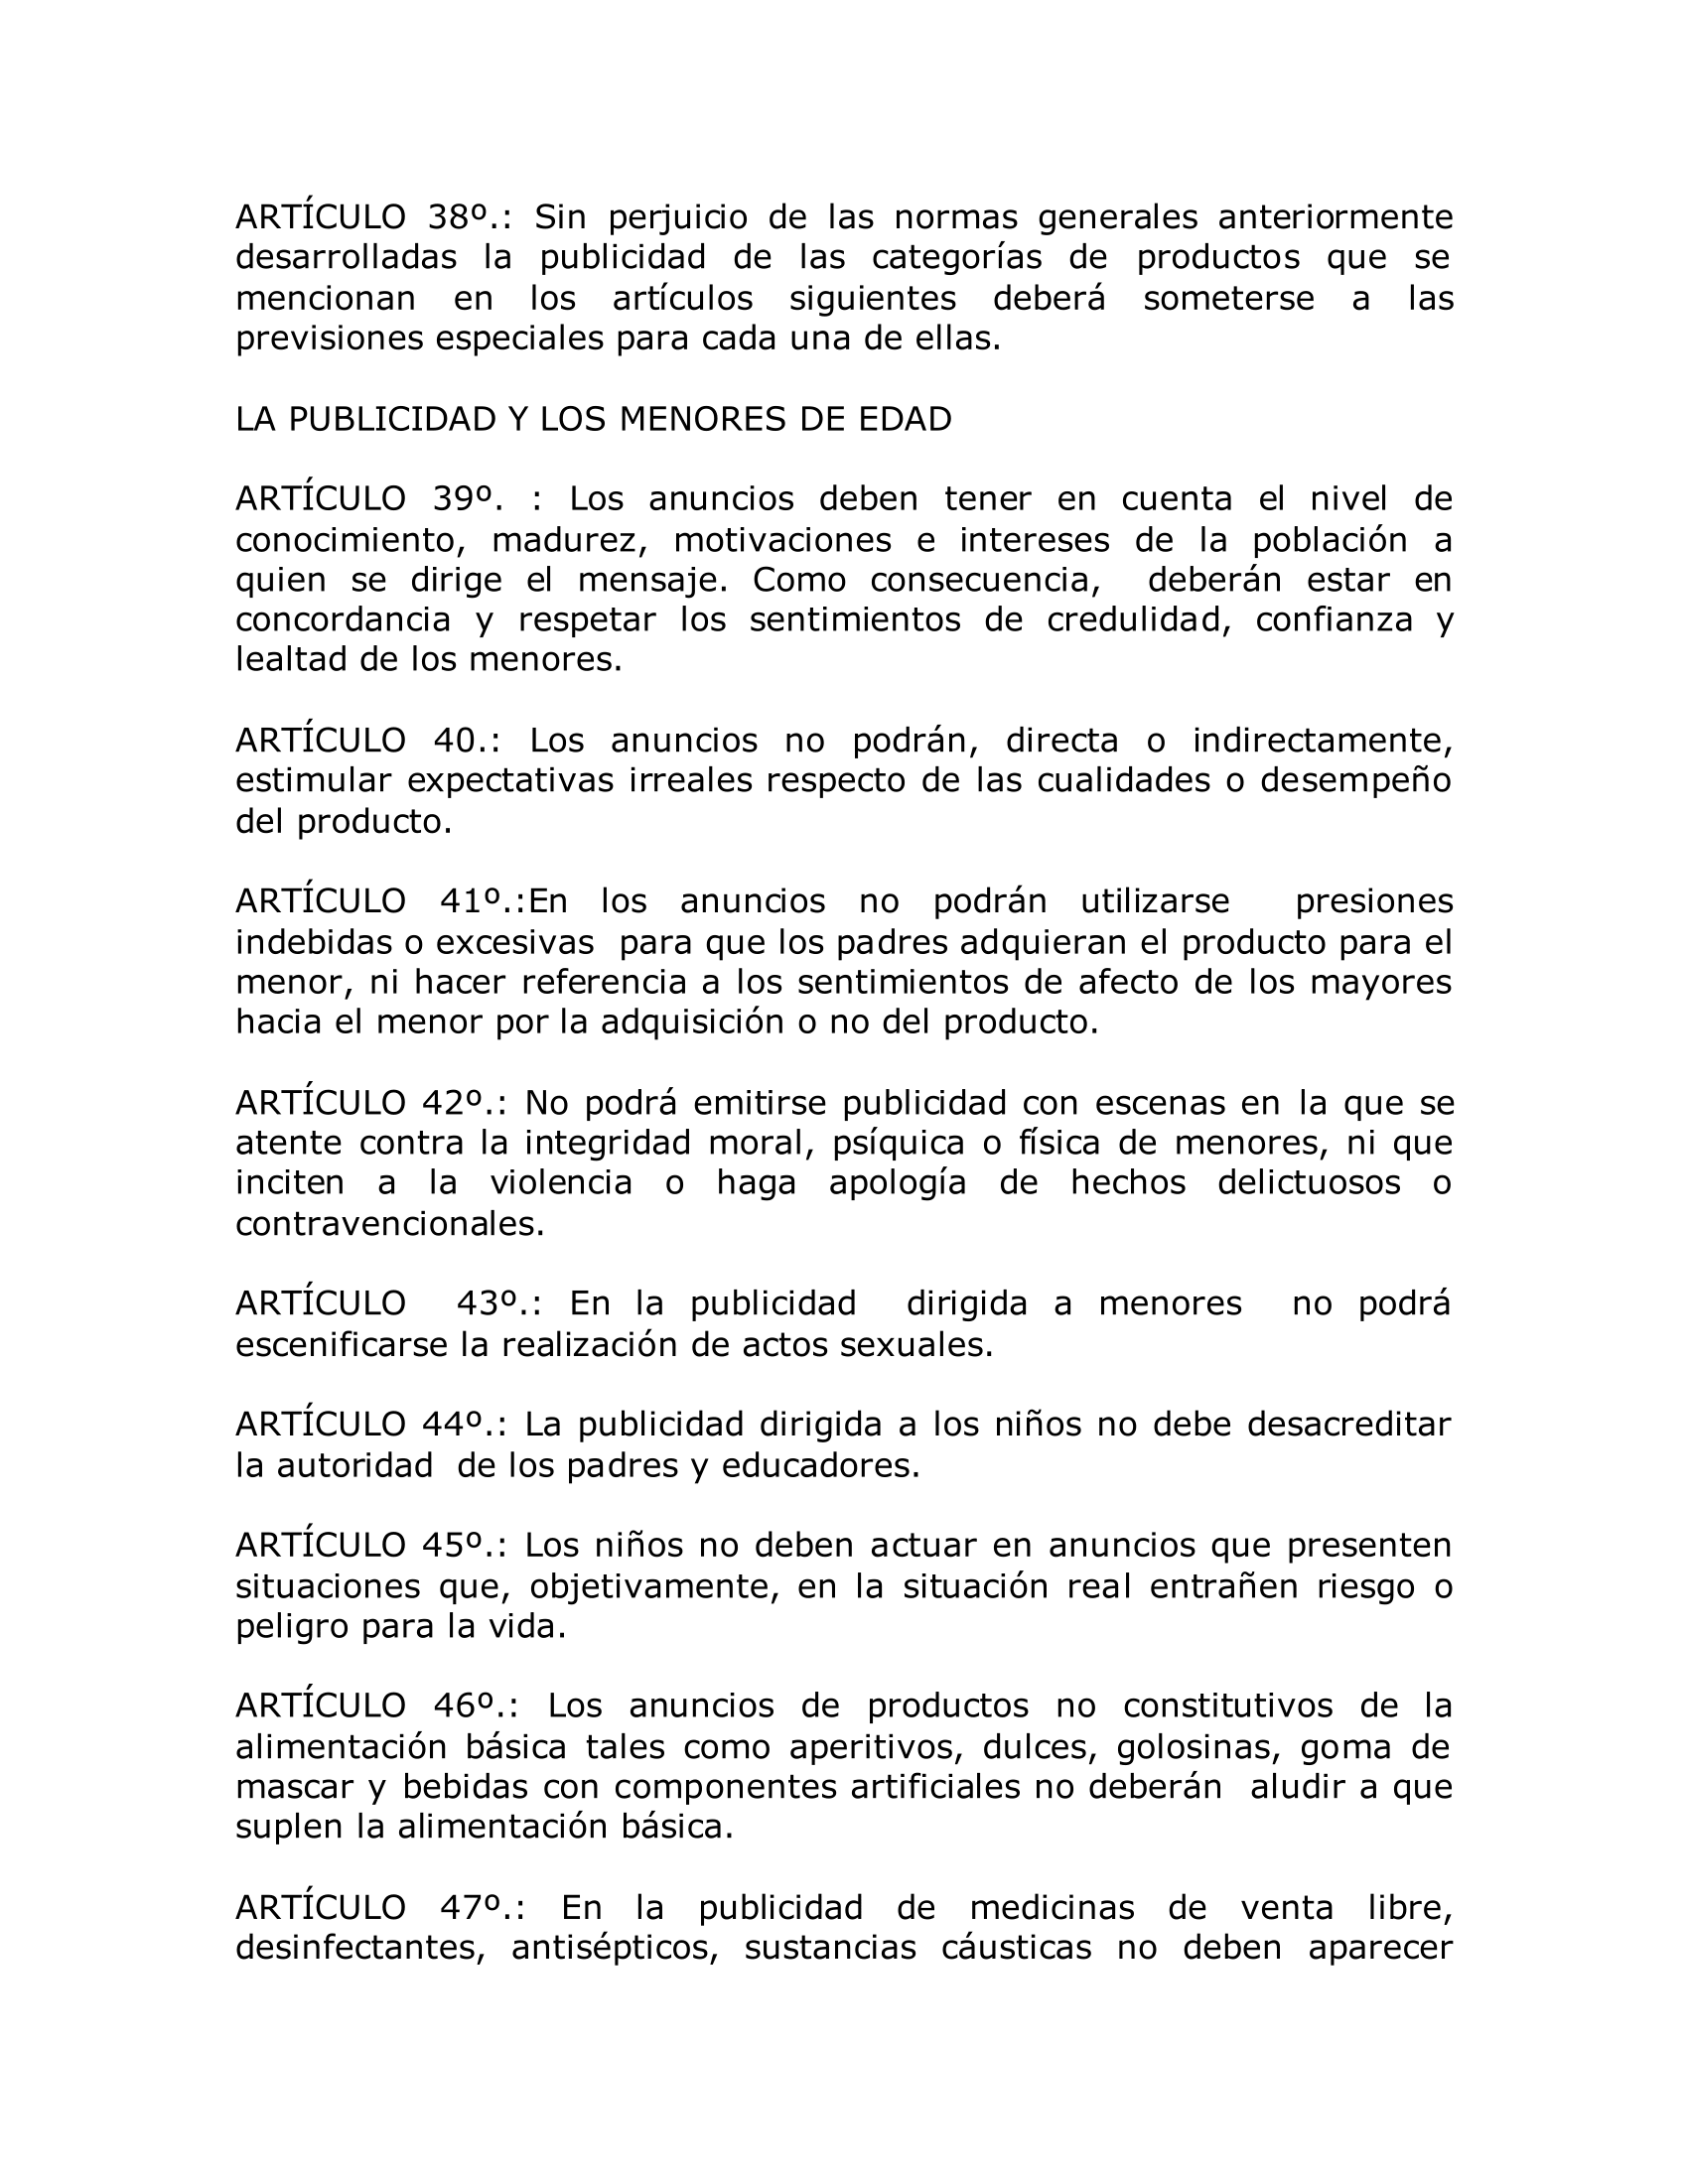 ARTÍCULO 38º.: Sin perjuicio de las normas generales anteriormente
desarrolladas la publicidad de las categorías de productos que se
mencionan en los artículos siguientes deberá someterse a las
previsiones especiales para cada una de ellas.
LA PUBLICIDAD Y LOS MENORES DE EDAD
ARTÍCULO 39º. : Los anuncios deben tener en cuenta el nivel de
conocimiento, madurez, motivaciones e intereses de la población a
quien se dirige el mensaje. Como consecuencia, deberán estar en
concordancia y respetar los sentimientos de credulidad, confianza y
lealtad de los menores.
ARTÍCULO 40.: Los anuncios no podrán, directa o indirectamente,
estimular expectativas irreales respecto de las cualidades o desempeño
del producto.
ARTÍCULO 41º.:En los anuncios no podrán utilizarse presiones
indebidas o excesivas para que los padres adquieran el producto para el
menor, ni hacer referencia a los sentimientos de afecto de los mayores
hacia el menor por la adquisición o no del producto.
ARTÍCULO 42º.: No podrá emitirse publicidad con escenas en la que se
atente contra la integridad moral, psíquica o física de menores, ni que
inciten a la violencia o haga apología de hechos delictuosos o
contravencionales.
ARTÍCULO 43º.: En la publicidad dirigida a menores no podrá
escenificarse la realización de actos sexuales.
ARTÍCULO 44º.: La publicidad dirigida a los niños no debe desacreditar
la autoridad de los padres y educadores.
ARTÍCULO 45º.: Los niños no deben actuar en anuncios que presenten
situaciones que, objetivamente, en la situación real entrañen riesgo o
peligro para la vida.
ARTÍCULO 46º.: Los anuncios de productos no constitutivos de la
alimentación básica tales como aperitivos, dulces, golosinas, goma de
mascar y bebidas con componentes artificiales no deberán aludir a que
suplen la alimentación básica.
ARTÍCULO 47º.: En la publicidad de medicinas de venta libre,
desinfectantes, antisépticos, sustancias cáusticas no deben aparecer